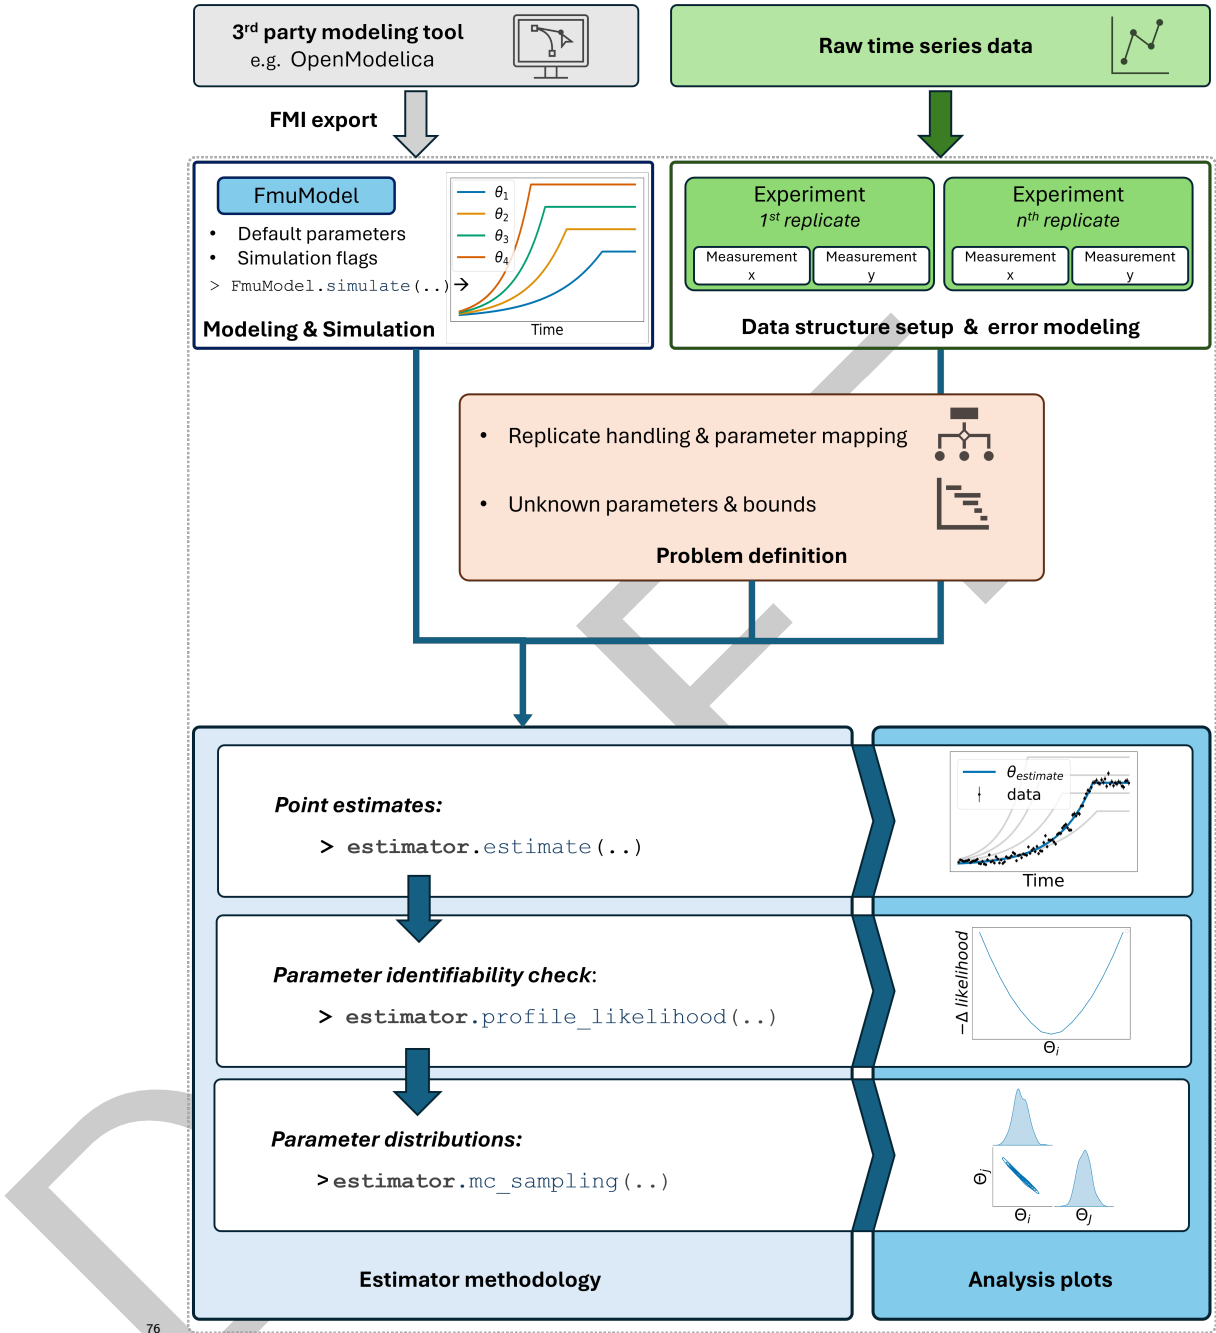 3rd party modeling tool
e.g. OpenModelica
Raw time series data
FMI export
FmuModel
• Default parameters
• Simulation flags
> FmuModel.simulate(..) →
Modeling & Simulation
θ1
θ2
θ3
θ4
Time
Experiment
1st replicate
Measurement
x
Measurement
y
Experiment
nth replicate
Measurement
x
Measurement
y
Data structure setup & error modeling
• Replicate handling & parameter mapping
• Unknown parameters & bounds
Problem definition
Point estimates:
> estimator.estimate(..)
θestimate
data
Time
Parameter identifiability check:
> estimator.profile_likelihood(..)
−Δ likelihood
Θi
Parameter distributions:
>estimator.mc_sampling(..)
Θj
Θi
ΘJ
Estimator methodology
Analysis plots
76